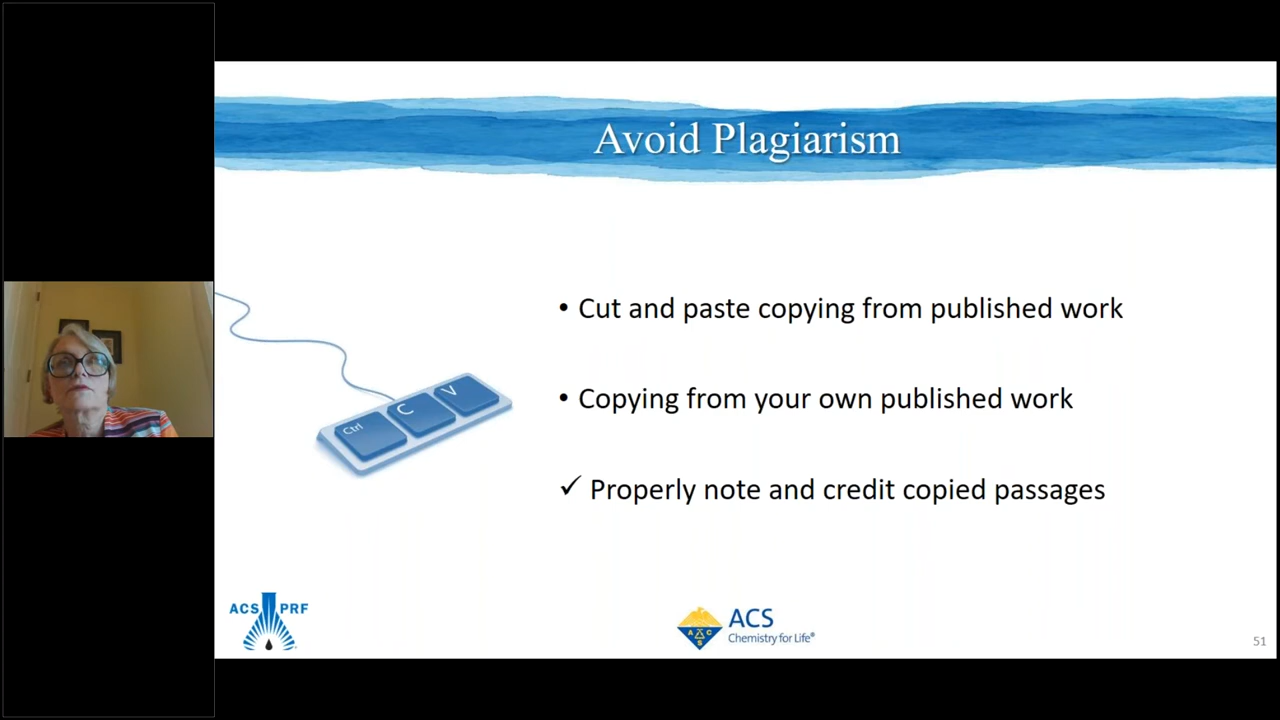 Avoid Plagiarism
• Cut and paste copying from published work
• Copying from your own published work
✓ Properly note and credit copied passages
Ctrl C V
ACS PRF
ACS
Chemistry for Life®
A C S
51